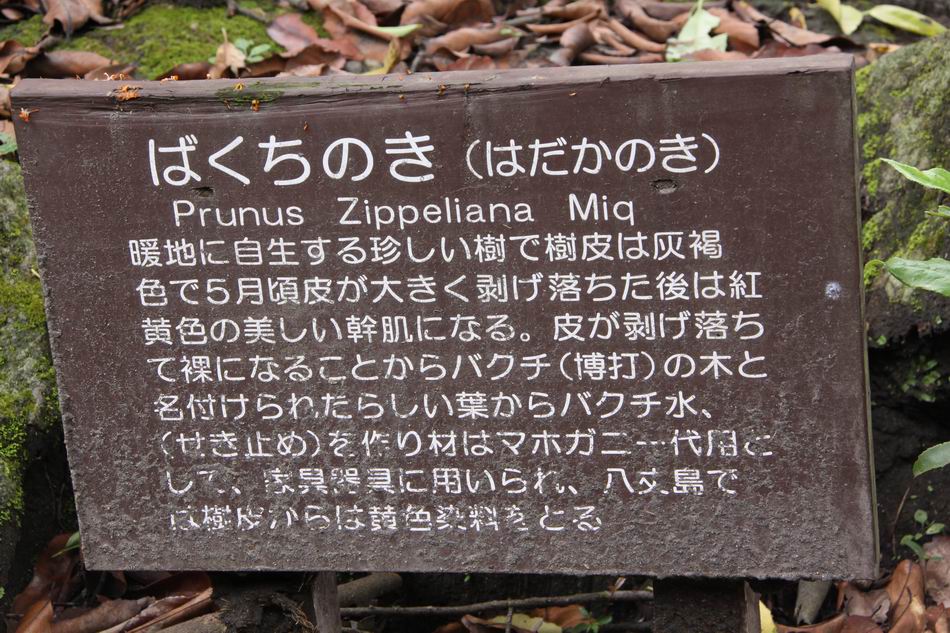 ばくちのき（はだかのき）
Prunus Zippeliana Miq
暖地に自生する珍しい樹で樹皮は灰褐
色で5月頃皮が大きく剥げ落ちた後は紅
黄色の美しい幹肌になる。皮が剥げ落ち
て裸になることからバクチ(博打)の木と
名付けられたらしい葉からバクチ水、
(せき止め)を作り材はマホガニー代用と
して、家具器具に用いられ、八丈島で
は樹皮からは黄色染料をとる